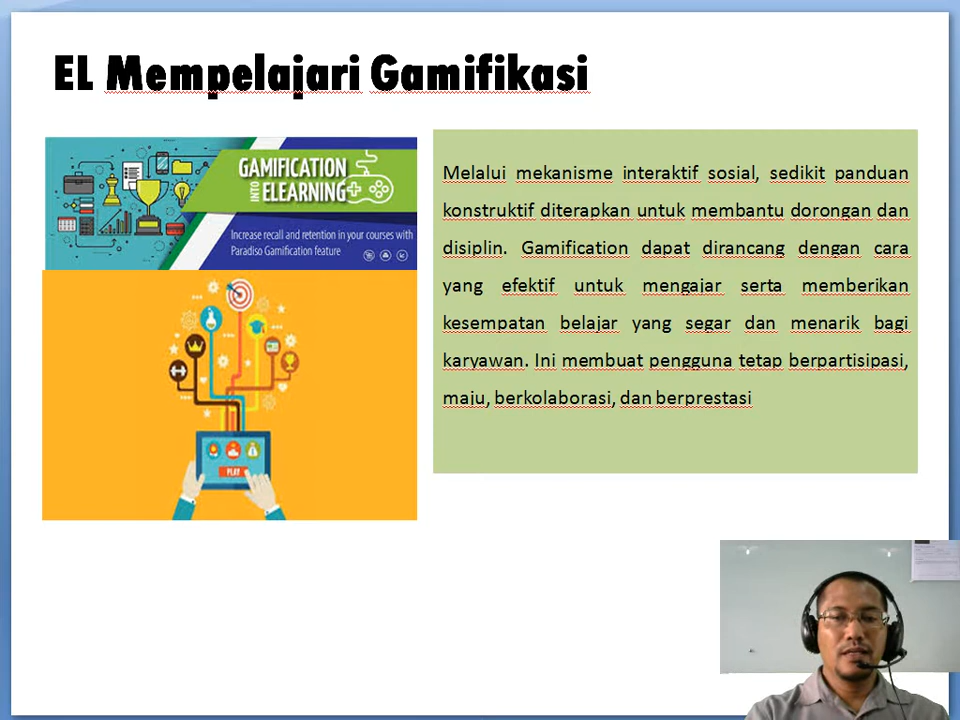 EL Mempelajari Gamifikasi
GAMIFICATION
INTO ELEARNING
Increase recall and retention in your courses with
Paradiso Gamification feature
PLAY
Melalui mekanisme interaktif sosial, sedikit panduan
konstruktif diterapkan untuk membantu dorongan dan
disiplin. Gamification dapat dirancang dengan cara
yang efektif untuk mengajar serta memberikan
kesempatan belajar yang segar dan menarik bagi
karyawan. Ini membuat pengguna tetap berpartisipasi,
maju, berkolaborasi, dan berprestasi